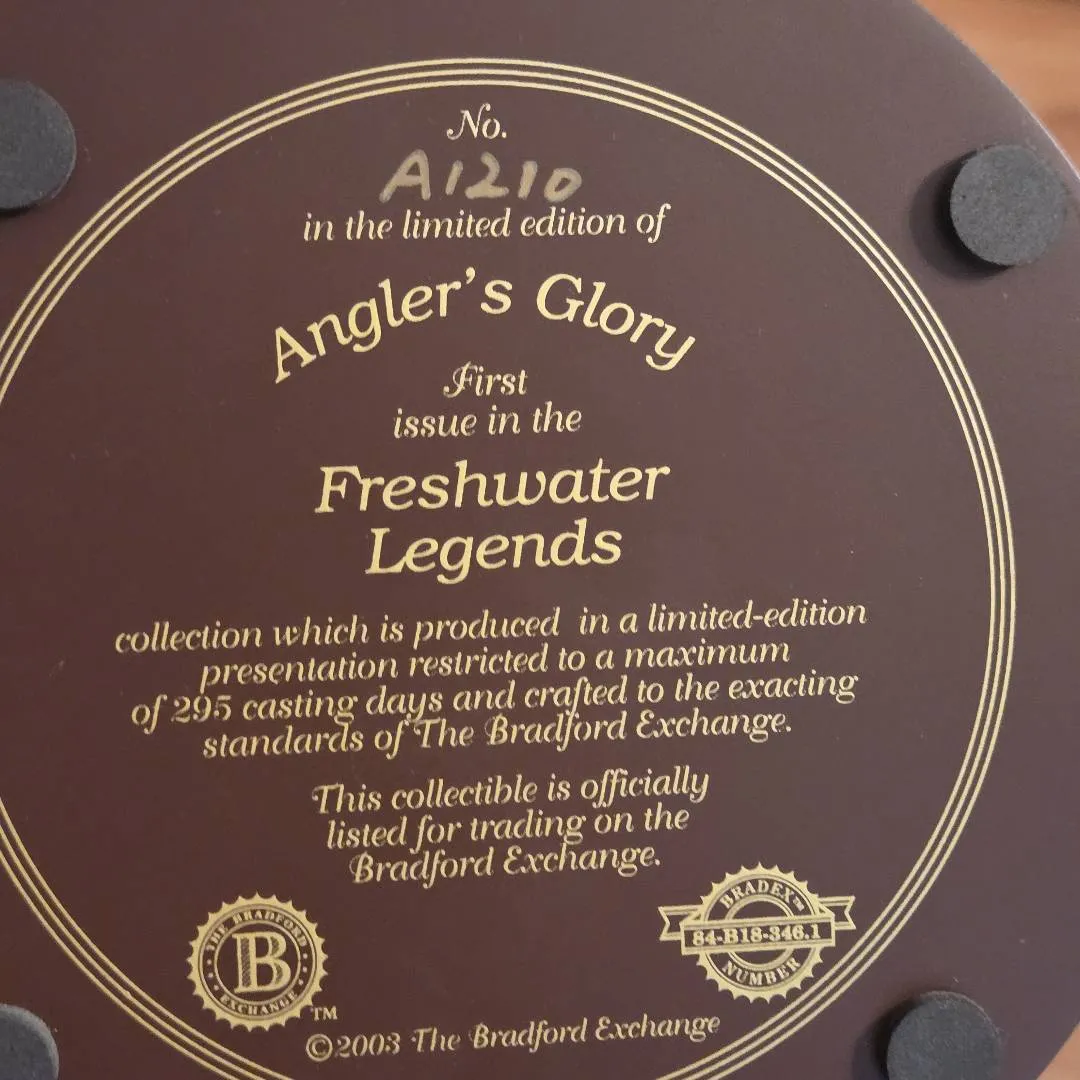 No.
A1210
in the limited edition of
Angler's Glory
First
issue in the
Freshwater
Legends
collection which is produced in a limited-edition
presentation restricted to a maximum
of 295 casting days and crafted to the exacting
standards of The Bradford Exchange.
This collectible is officially
listed for trading on the
Bradford Exchange.
THE BRADFORD
B
EXCHANGE
TM
BRADEX™
84-B18-346.1
NUMBER
©2003 The Bradford Exchange